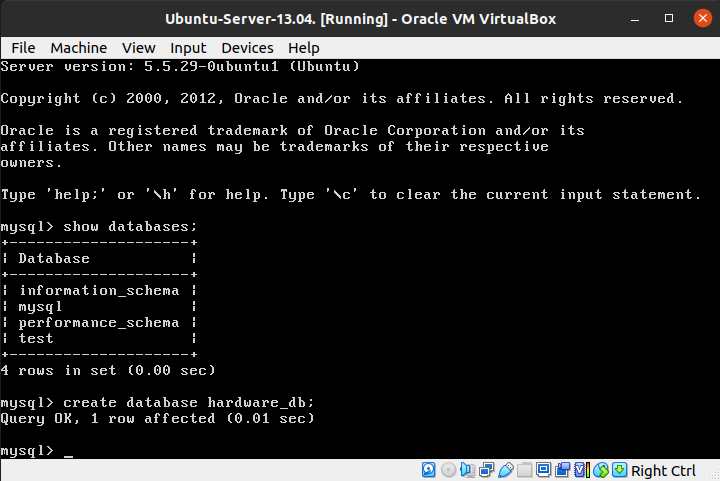 Ubuntu-Server-13.04. [Running] - Oracle VM VirtualBox
File Machine View Input Devices Help
Server version: 5.5.29-0ubuntu1 (Ubuntu)
Copyright (c) 2000, 2012, Oracle and/or its affiliates. All rights reserved.
Oracle is a registered trademark of Oracle Corporation and/or its
affiliates. Other names may be trademarks of their respective
owners.
Type 'help;' or '\h' for help. Type '\c' to clear the current input statement.
mysql> show databases;
+--------------------+
| Database           |
+--------------------+
| information_schema |
| mysql              |
| performance_schema |
| test               |
+--------------------+
4 rows in set (0.00 sec)
mysql> create database hardware_db;
Query OK, 1 row affected (0.01 sec)
mysql> _
Right Ctrl